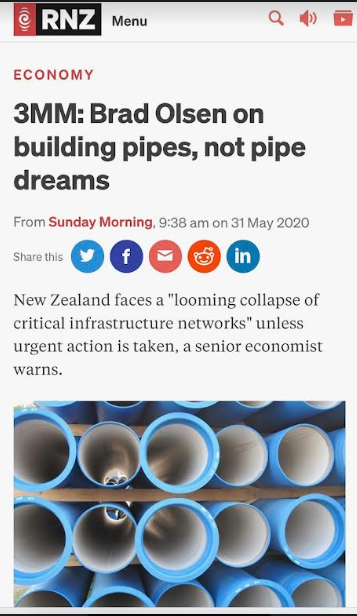 RNZ Menu
ECONOMY
3MM: Brad Olsen on
building pipes, not pipe
dreams
From Sunday Morning, 9:38 am on 31 May 2020
Share this f in
New Zealand faces a "looming collapse of
critical infrastructure networks" unless
urgent action is taken, a senior economist
warns.